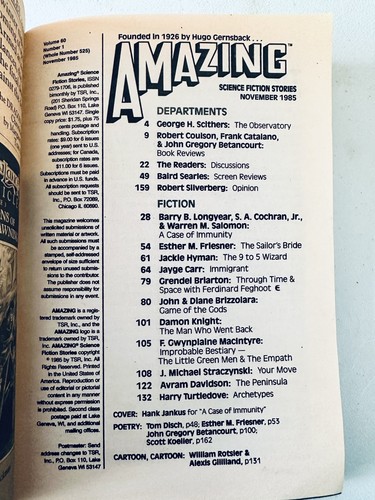 Volume 60
Number 1
(Whole Number 525)
November 1985
Amazing® Science
Fiction Stories, ISSN
0279-1706, is published
bimonthly by TSR, Inc.,
(201 Sheridan Springs
Road) P.O. Box 110, Lake
Geneva WI 53147. Single
copy price: $1.75, plus 75
cents postage and
handling. Subscription
rates: $9.00 for 6 issues
(one year) sent to U.S.
addresses; for Canada,
subscription rates are
$11.00 for 6 issues.
Subscriptions must be paid
in advance in U.S. funds.
All subscription requests
should be sent to TSR,
Inc., P.O. Box 72089,
Chicago IL 60690.
This magazine welcomes
unsolicited submissions of
written material or artwork.
All such submissions must
be accompanied by a
stamped, self-addressed
envelope of size sufficient
to return unused submis-
sions to the contributor.
The publisher does not
assume responsibility for
submissions in any event.
AMAZING is a regis-
tered trademark owned by
TSR, Inc., and the
AMAZING logo is a
trademark owned by TSR,
Inc. AMAZING® Science
Fiction Stories copyright
© 1985 by TSR, Inc. All
Rights Reserved. Printed
in the United States of
America. Reproduction or
use of editorial or pictorial
content in any manner
without express permission
is prohibited. Second class
postage paid at Lake
Geneva, WI, and additional
mailing offices.
Postmaster: Send
address changes to TSR,
Inc., P.O. Box 110, Lake
Geneva WI 53147
Founded in 1926 by Hugo Gernsback . . .
AMAZING™
SCIENCE FICTION STORIES
NOVEMBER 1985
DEPARTMENTS
4 George H. Scithers: The Observatory
9 Robert Coulson, Frank Catalano,
& John Gregory Betancourt:
Book Reviews
22 The Readers: Discussions
49 Baird Searles: Screen Reviews
159 Robert Silverberg: Opinion
FICTION
28 Barry B. Longyear, S. A. Cochran, Jr.,
& Warren M. Salomon:
A Case of Immunity
54 Esther M. Friesner: The Sailor's Bride
61 Jackie Hyman: The 9 to 5 Wizard
64 Jayge Carr: Immigrant
79 Grendel Briarton: Through Time &
Space with Ferdinand Feghoot €
80 John & Diane Brizzolara:
Game of the Gods
101 Damon Knight:
The Man Who Went Back
105 F. Gwynplaine MacIntyre:
Improbable Bestiary —
The Little Green Men & The Empath
108 J. Michael Straczynski: Your Move
122 Avram Davidson: The Peninsula
132 Harry Turtledove: Archetypes
COVER: Hank Jankus for "A Case of Immunity"
POETRY: Tom Disch, p48; Esther M. Friesner, p53
John Gregory Betancourt, p100;
Scott Koeller, p162
CARTOON, CARTOON: William Rotsler &
Alexis Gilliland, p131